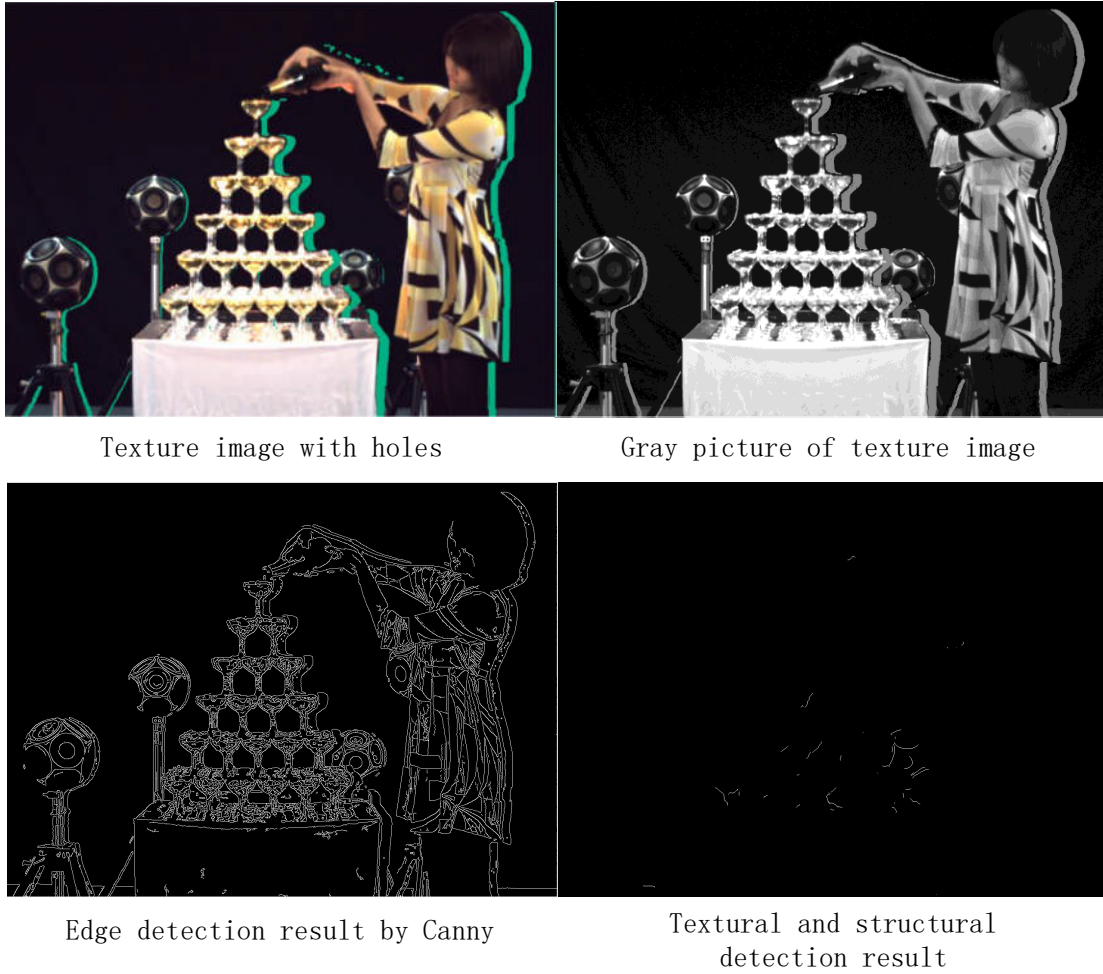 Texture image with holes
Gray picture of texture image
Edge detection result by Canny
Textural and structural
detection result